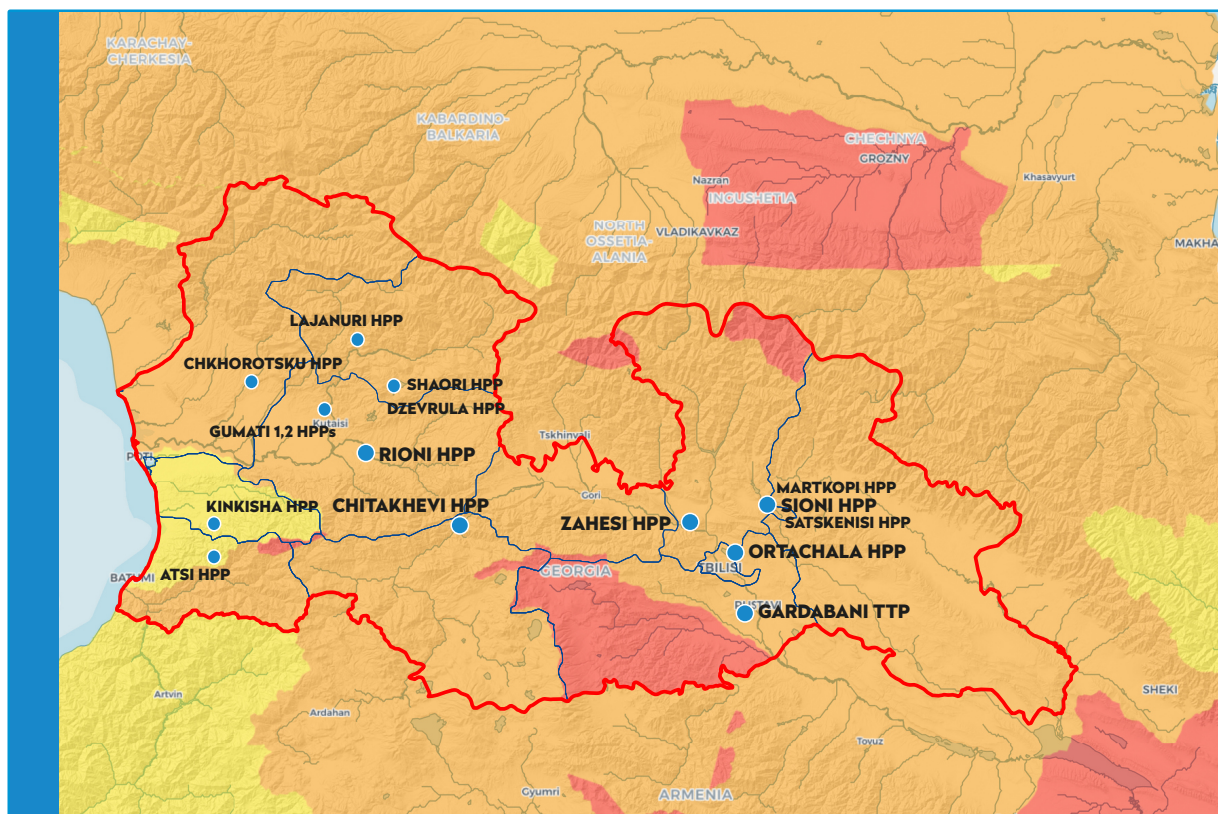 KARACHAY-
CHERKESIA
KABARDINO-
BALKARIA
CHECHNYA
GROZNY
Nazran
Khasavyurt
INGUSHETIA
NORTH
OSSETIA-
ALANIA
VLADIKAVKAZ
MAKHA
LAJANURI HPP
CHKHOROTSKU HPP
SHAORI HPP
DZEVRULA HPP
Kutaisi
GUMATI 1,2 HPPs
Tskhinvali
RIONI HPP
POTI
Gori
MARTKOPI HPP
SIONI HPP
SATSKENISI HPP
KINKISHA HPP
CHITAKHEVI HPP
ZAHESI HPP
ORTACHALA HPP
TBILISI
GEORGIA
BATUMI
ATSI HPP
RUSTAVI
GARDABANI TTP
Artvin
Ardahan
SHEKI
Tovuz
Gyumri
ARMENIA